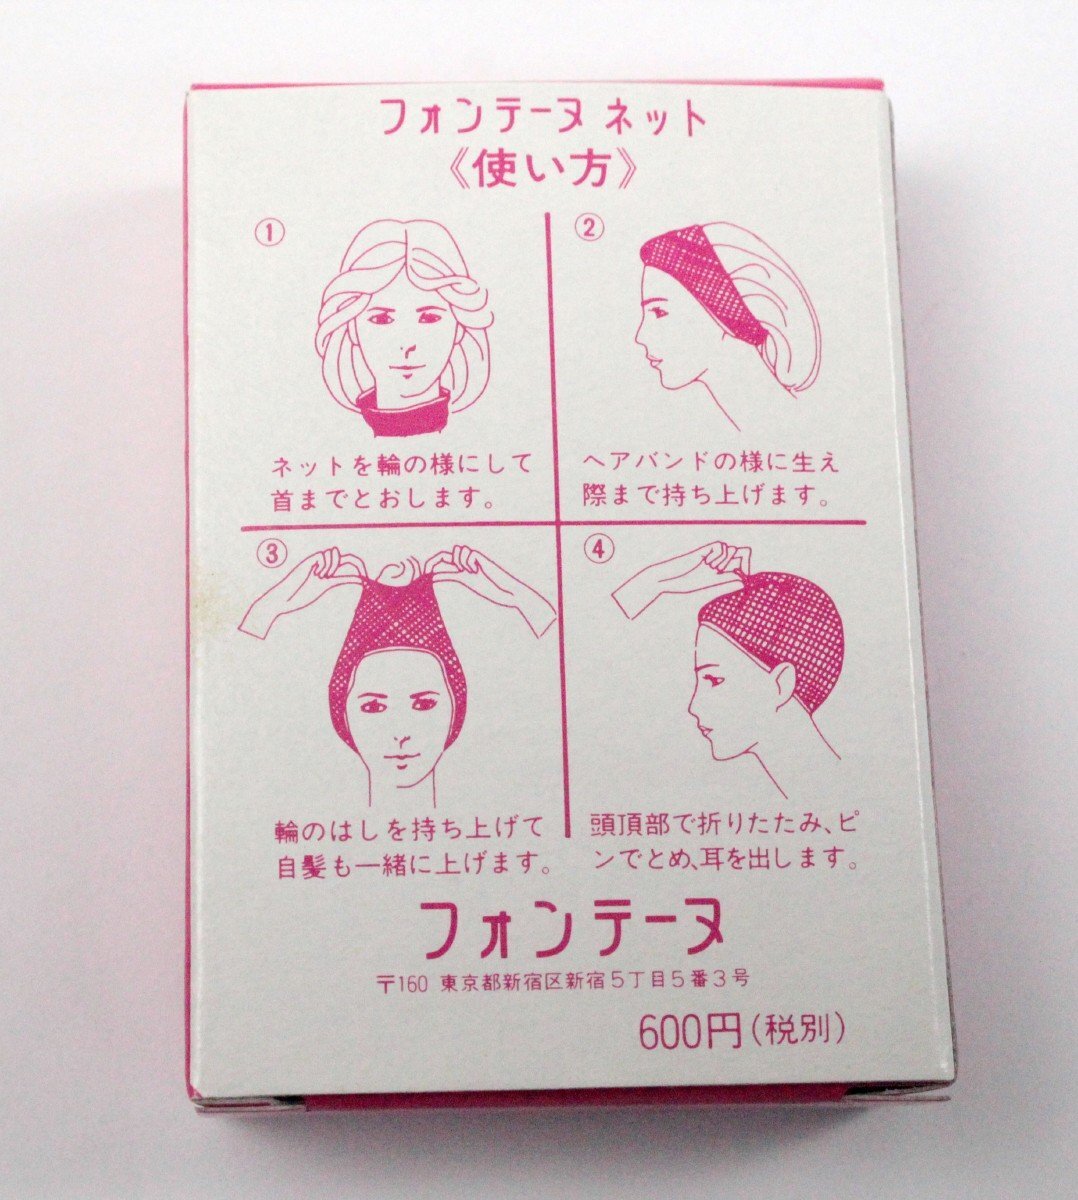 フォンテーヌ ネット
《使い方》
①
ネットを輪の様にして
首までとおします。
②
ヘアバンドの様に生え
際まで持ち上げます。
③
輪のはしを持ち上げて
自髪も一緒に上げます。
④
頭頂部で折りたたみ、ピ
ンでとめ、耳を出します。
フォンテーヌ
〒160 東京都新宿区新宿5丁目5番3号
600円(税別)